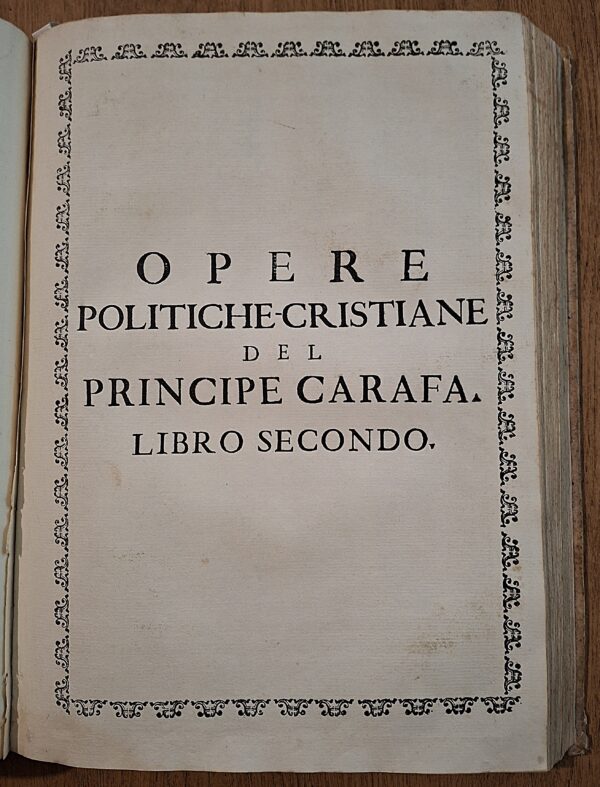 OPERE
POLITICHE-CRISTIANE
DEL
PRINCIPE CARAFA.
LIBRO SECONDO.